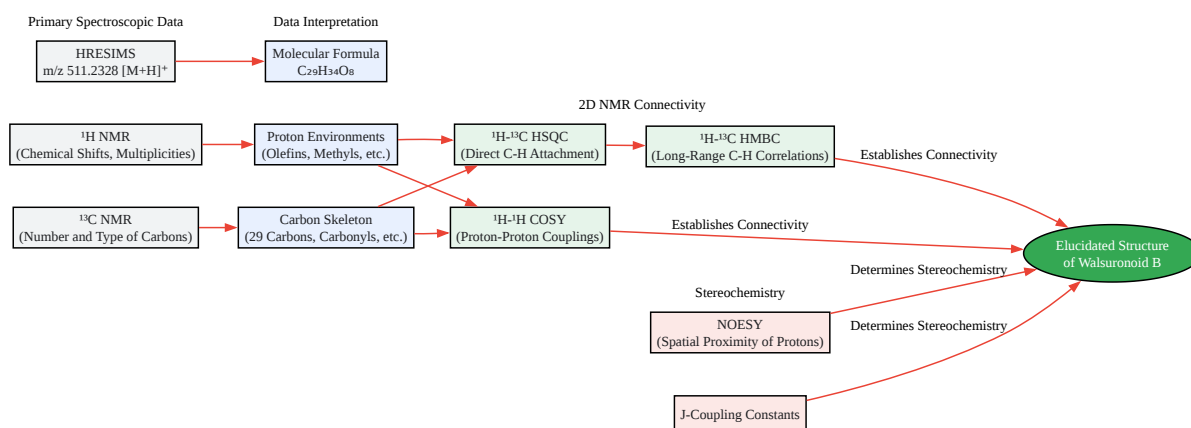 Primary Spectroscopic Data
Data Interpretation
HRESIMS
m/z 511.2328 [M+H]⁺
Molecular Formula
C₂₉H₃₄O₈
2D NMR Connectivity
¹H NMR
(Chemical Shifts, Multiplicities)
Proton Environments
(Olefins, Methyls, etc.)
¹H-¹³C HSQC
(Direct C-H Attachment)
¹H-¹³C HMBC
(Long-Range C-H Correlations)
Establishes Connectivity
¹³C NMR
(Number and Type of Carbons)
Carbon Skeleton
(29 Carbons, Carbonyls, etc.)
¹H-¹H COSY
(Proton-Proton Couplings)
Establishes Connectivity
Elucidated Structure
of Walsuronoid B
Determines Stereochemistry
Stereochemistry
NOESY
(Spatial Proximity of Protons)
Determines Stereochemistry
J-Coupling Constants